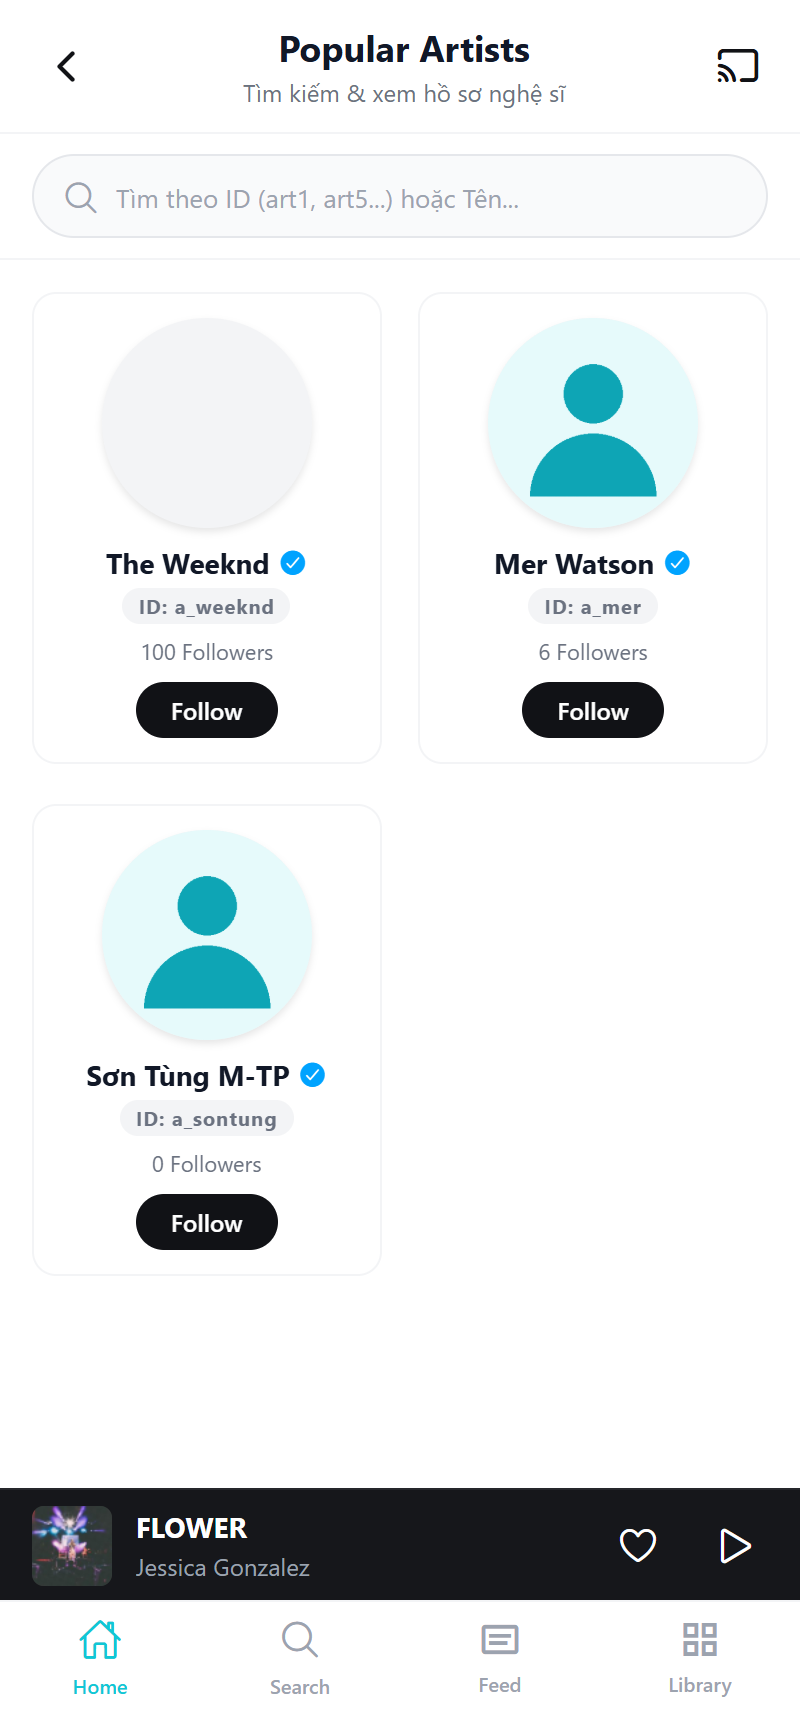 Popular Artists
Tìm kiếm & xem hồ sơ nghệ sĩ
Tìm theo ID (art1, art5...) hoặc Tên...
The Weeknd
ID: a_weeknd
100 Followers
Follow
Mer Watson
ID: a_mer
6 Followers
Follow
Sơn Tùng M-TP
ID: a_sontung
0 Followers
Follow
FLOWER
Jessica Gonzalez
Home
Search
Feed
Library